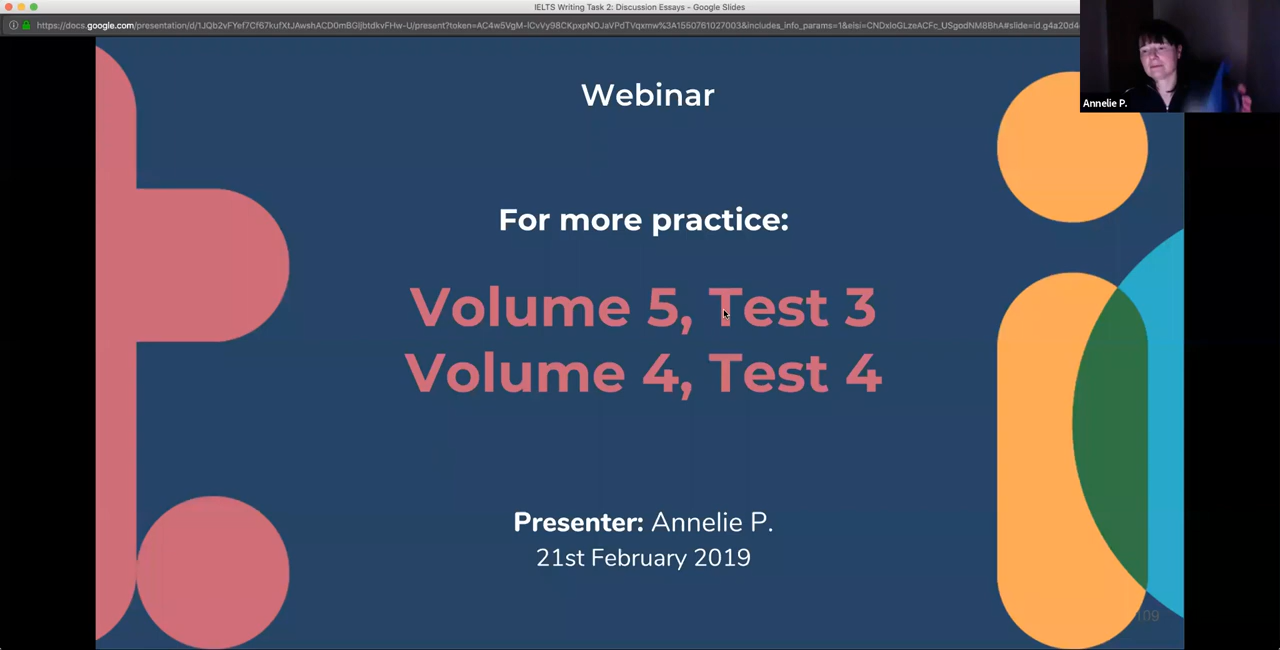 IELTS Writing Task 2: Discussion Essays - Google Slides
Annelie P.
Webinar
For more practice:
Volume 5, Test 3
Volume 4, Test 4
Presenter: Annelie P.
21st February 2019
109